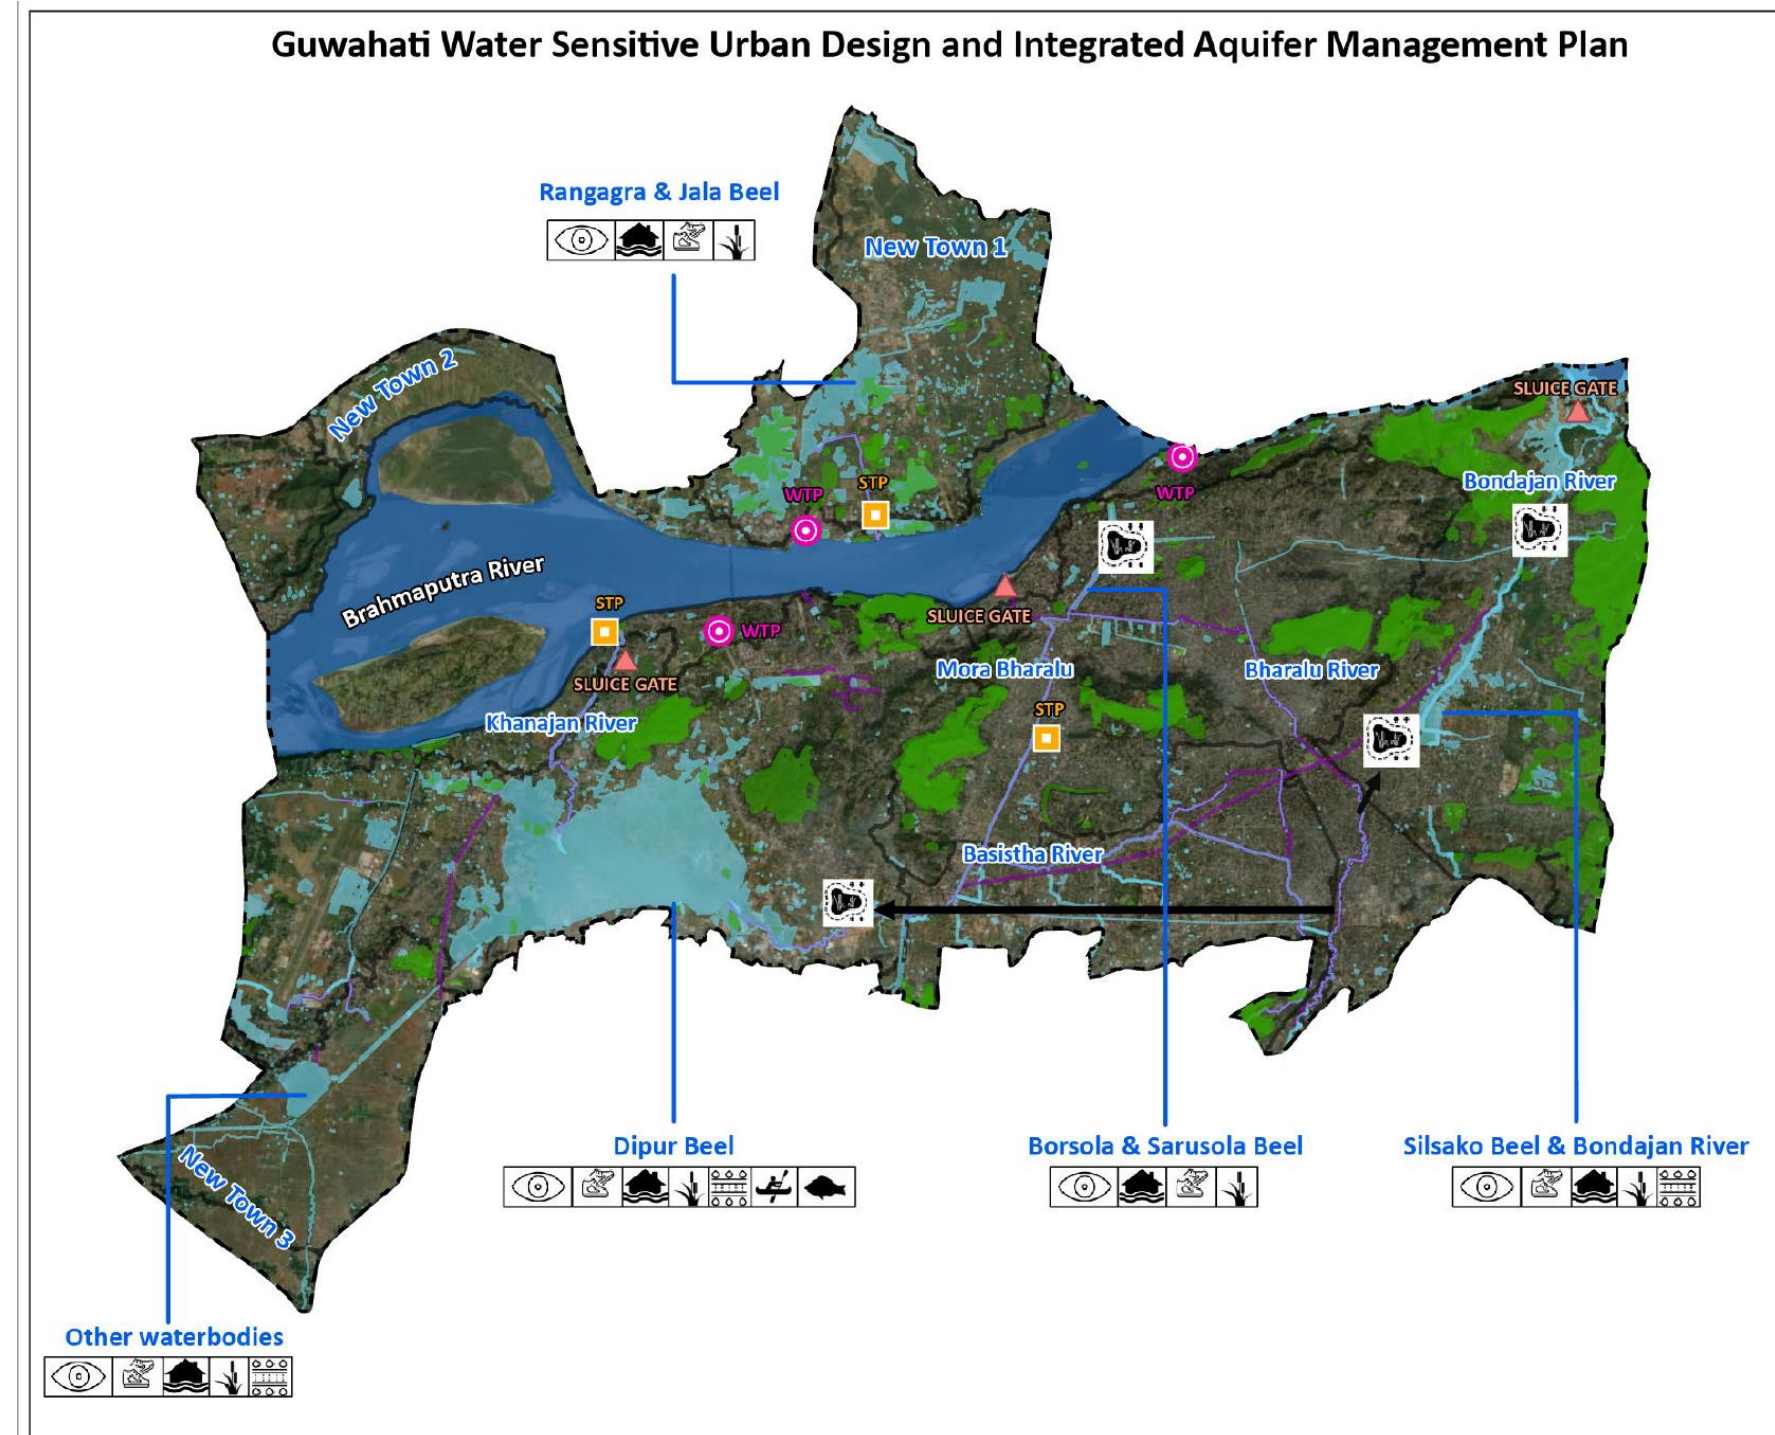 Guwahati Water Sensitive Urban Design and Integrated Aquifer Management Plan
Rangagra & Jala Beel
New Town 1
New Town 2
SLUICE GATE
Bondajan River
WTP
STP
WTP
Brahmaputra River
STP
WTP
SLUICE GATE
SLUICE GATE
Mora Bharalu
Bharalu River
Khanajan River
STP
Basistha River
Dipur Beel
Borsola & Sarusola Beel
Silsako Beel & Bondajan River
New Town 3
Other waterbodies